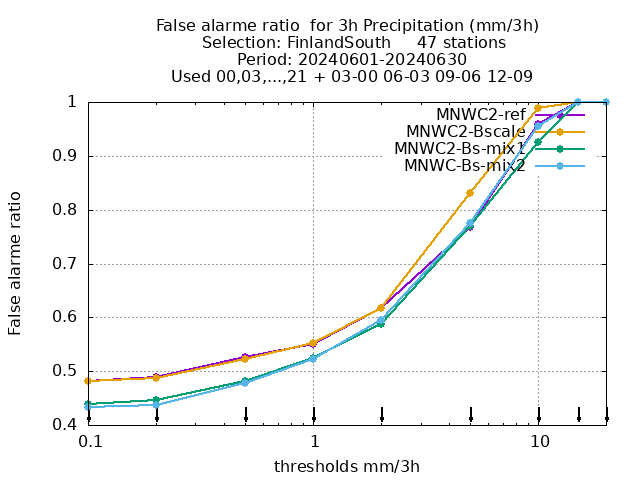 False alarme ratio  for 3h Precipitation (mm/3h)
Selection: FinlandSouth     47 stations
Period: 20240601-20240630
Used 00,03,...,21 + 03-00 06-03 09-06 12-09
MNWC2-ref
MNWC2-Bscale
MNWC2-Bs-mix1
MNWC-Bs-mix2
False alarme ratio
1
0.9
0.8
0.7
0.6
0.5
0.4
0.1
1
10
thresholds mm/3h